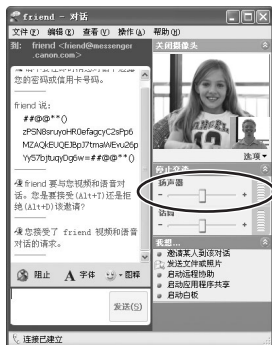 friend - 对话
文件(F) 编辑(E) 查看(V) 操作(A) 帮助(H)
到: friend <friend@messenger
.canon.com>
关闭摄像头
您的密码或信用卡号码。
friend 说:
##@@**()
zPSN8sruyoHR0efagcyC2sPp6
MZAQkEUQEJBpJ7tmaWEvu26p
Yy57bjtuqyDg6w=##@@**()
friend 要与您视频和语音对
话。您是要接受(Alt+T)还是拒
绝(Alt+D)该邀请?
您接受了 friend 视频和语音
对话的请求。
选项
扬声器
我想...
邀请某人到该对话
发送文件或照片
启动远程协助
启动应用程序共享
启动白板
阻止 字体 图释
发送(S)
连接已建立